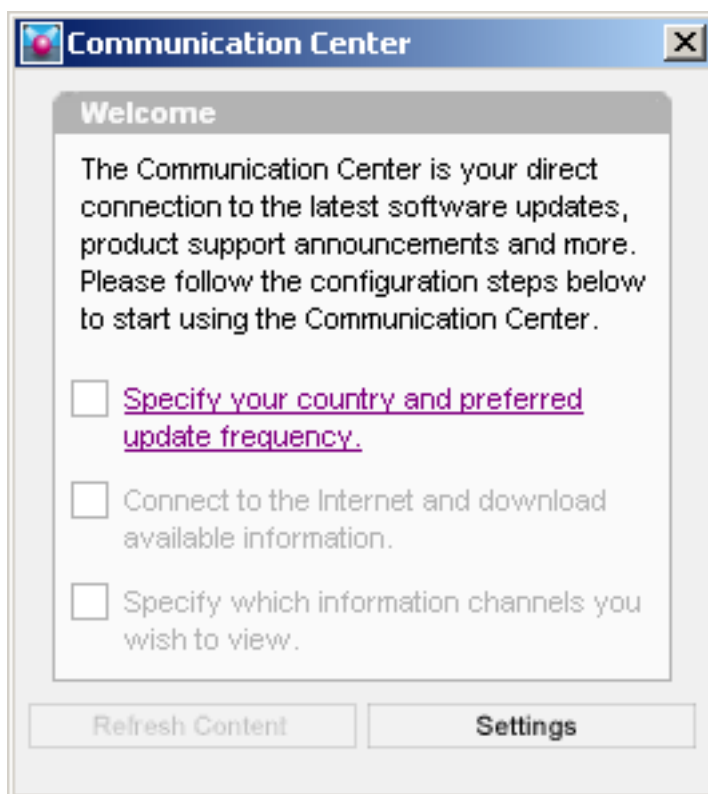 Communication Center
Welcome
The Communication Center is your direct
connection to the latest software updates,
product support announcements and more.
Please follow the configuration steps below
to start using the Communication Center.
Specify your country and preferred
update frequency.
Connect to the Internet and download
available information.
Specify which information channels you
wish to view.
Refresh Content
Settings